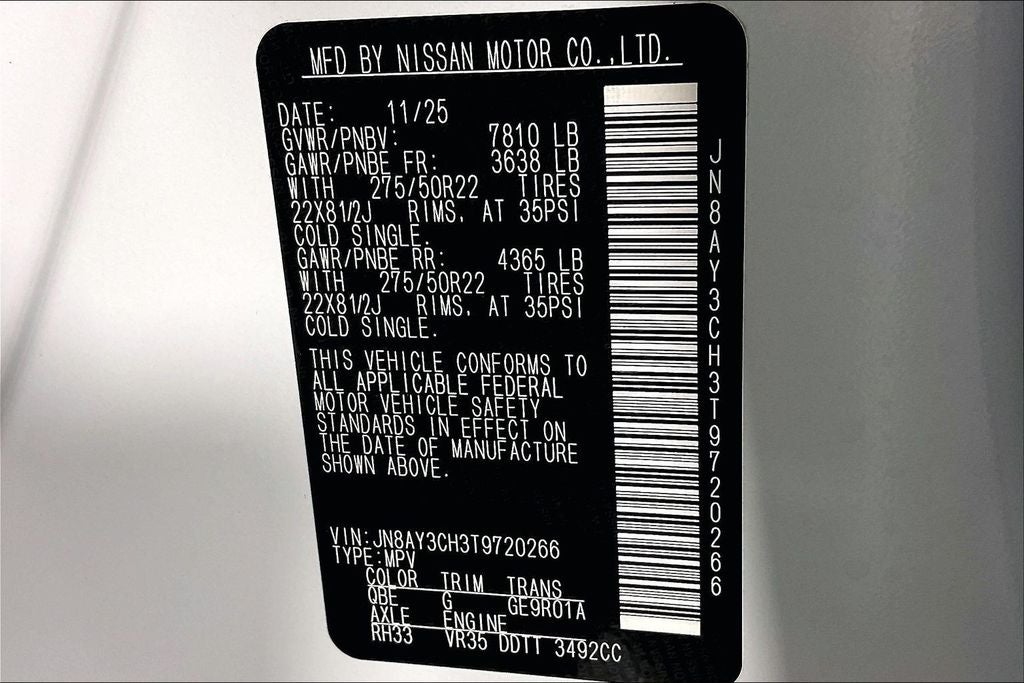 MFD BY NISSAN MOTOR CO.,LTD.
DATE: 11/25
GVWR/PNBV: 7810 LB
GAWR/PNBE FR: 3638 LB
WITH 275/50R22 TIRES
22X81/2J RIMS, AT 35PSI
COLD SINGLE.
GAWR/PNBE RR: 4365 LB
WITH 275/50R22 TIRES
22X81/2J RIMS, AT 35PSI
COLD SINGLE.
THIS VEHICLE CONFORMS TO
ALL APPLICABLE FEDERAL
MOTOR VEHICLE SAFETY
STANDARDS IN EFFECT ON
THE DATE OF MANUFACTURE
SHOWN ABOVE.
VIN:JN8AY3CH3T9720266
TYPE:MPV
COLOR TRIM TRANS
QBE G GE9R01A
AXLE ENGINE
RH33 VR35 DDTT 3492CC
JN8AY3CH3T9720266